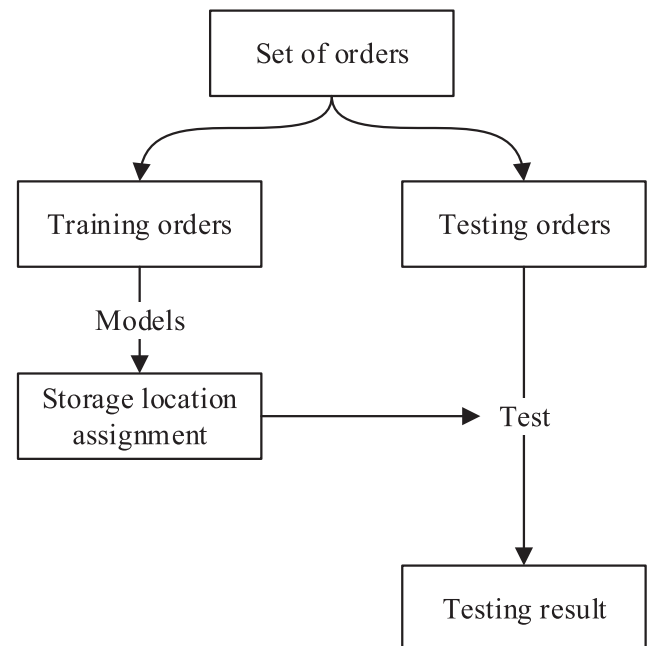 Set of orders
Training orders
Testing orders
Models
Storage location
assignment
Test
Testing result